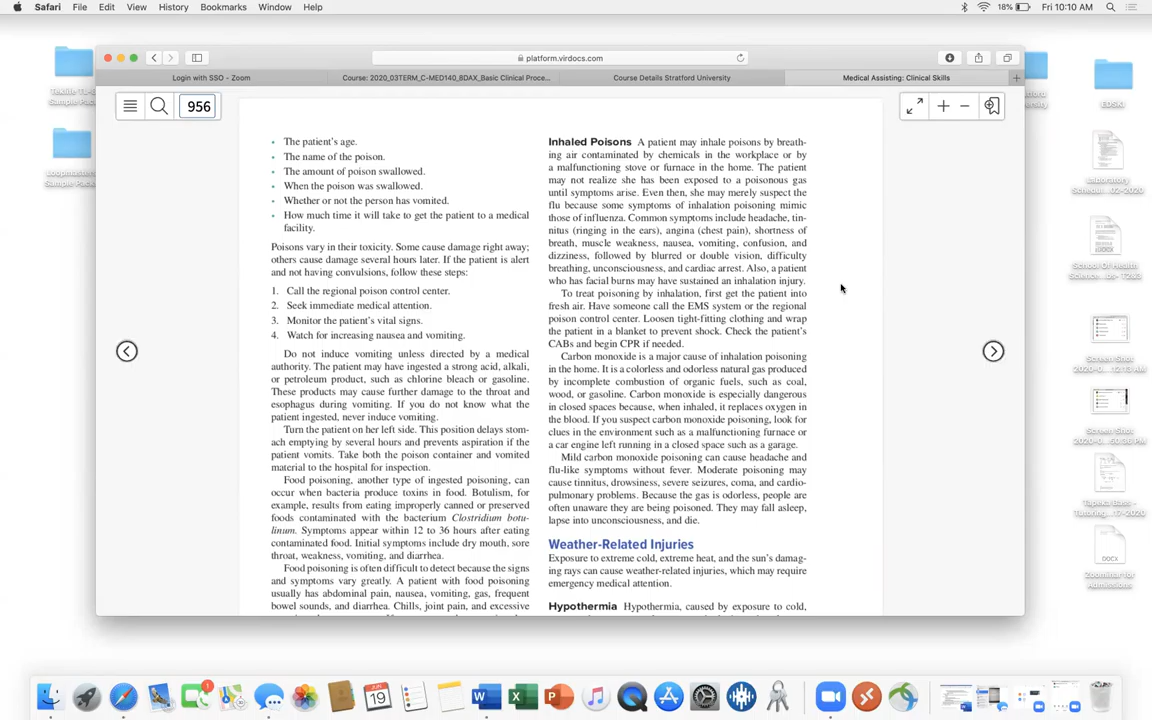 Safari File Edit View History Bookmarks Window Help 18% Fri 10:10 AM
platform.virdocs.com
Login with SSO - Zoom
Course: 2020_03TERM_C-MED140_8DAX_Basic Clinical Proce...
Course Details Stratford University
Medical Assisting: Clinical Skills
956
• The patient's age.
• The name of the poison.
• The amount of poison swallowed.
• When the poison was swallowed.
• Whether or not the person has vomited.
• How much time it will take to get the patient to a medical
facility.
Poisons vary in their toxicity. Some cause damage right away;
others cause damage several hours later. If the patient is alert
and not having convulsions, follow these steps:
1. Call the regional poison control center.
2. Seek immediate medical attention.
3. Monitor the patient's vital signs.
4. Watch for increasing nausea and vomiting.
Do not induce vomiting unless directed by a medical
authority. The patient may have ingested a strong acid, alkali,
or petroleum product, such as chlorine bleach or gasoline.
These products may cause further damage to the throat and
esophagus during vomiting. If you do not know what the
patient ingested, never induce vomiting.
Turn the patient on her left side. This position delays stom-
ach emptying by several hours and prevents aspiration if the
patient vomits. Take both the poison container and vomited
material to the hospital for inspection.
Food poisoning, another type of ingested poisoning, can
occur when bacteria produce toxins in food. Botulism, for
example, results from eating improperly canned or preserved
foods contaminated with the bacterium Clostridium botu-
linum. Symptoms appear within 12 to 36 hours after eating
contaminated food. Initial symptoms include dry mouth, sore
throat, weakness, vomiting, and diarrhea.
Food poisoning is often difficult to detect because the signs
and symptoms vary greatly. A patient with food poisoning
usually has abdominal pain, nausea, vomiting, gas, frequent
bowel sounds, and diarrhea. Chills, joint pain, and excessive
Inhaled Poisons A patient may inhale poisons by breath-
ing air contaminated by chemicals in the workplace or by
a malfunctioning stove or furnace in the home. The patient
may not realize she has been exposed to a poisonous gas
until symptoms arise. Even then, she may merely suspect the
flu because some symptoms of inhalation poisoning mimic
those of influenza. Common symptoms include headache, tin-
nitus (ringing in the ears), angina (chest pain), shortness of
breath, muscle weakness, nausea, vomiting, confusion, and
dizziness, followed by blurred or double vision, difficulty
breathing, unconsciousness, and cardiac arrest. Also, a patient
who has facial burns may have sustained an inhalation injury.
To treat poisoning by inhalation, first get the patient into
fresh air. Have someone call the EMS system or the regional
poison control center. Loosen tight-fitting clothing and wrap
the patient in a blanket to prevent shock. Check the patient's
CABs and begin CPR if needed.
Carbon monoxide is a major cause of inhalation poisoning
in the home. It is a colorless and odorless natural gas produced
by incomplete combustion of organic fuels, such as coal,
wood, or gasoline. Carbon monoxide is especially dangerous
in closed spaces because, when inhaled, it replaces oxygen in
the blood. If you suspect carbon monoxide poisoning, look for
clues in the environment such as a malfunctioning furnace or
a car engine left running in a closed space such as a garage.
Mild carbon monoxide poisoning can cause headache and
flu-like symptoms without fever. Moderate poisoning may
cause tinnitus, drowsiness, severe seizures, coma, and cardio-
pulmonary problems. Because the gas is odorless, people are
often unaware they are being poisoned. They may fall asleep,
lapse into unconsciousness, and die.
Weather-Related Injuries
Exposure to extreme cold, extreme heat, and the sun's damag-
ing rays can cause weather-related injuries, which may require
emergency medical attention.
Hypothermia Hypothermia, caused by exposure to cold,
EDSKI
Laboratory
School Of Health
Screen Shot
Screen Shot
DOCX
Admissions
JUN
19
1